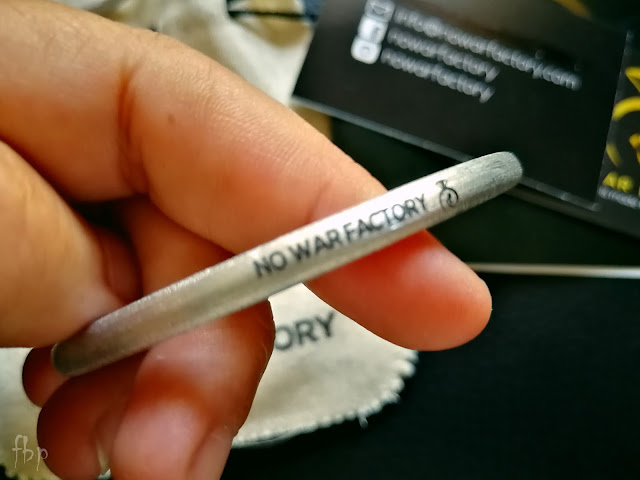 info@nowarfactory.com
nowarfactory
nowarfactory
NO WAR FACTORY
ORY
fbp